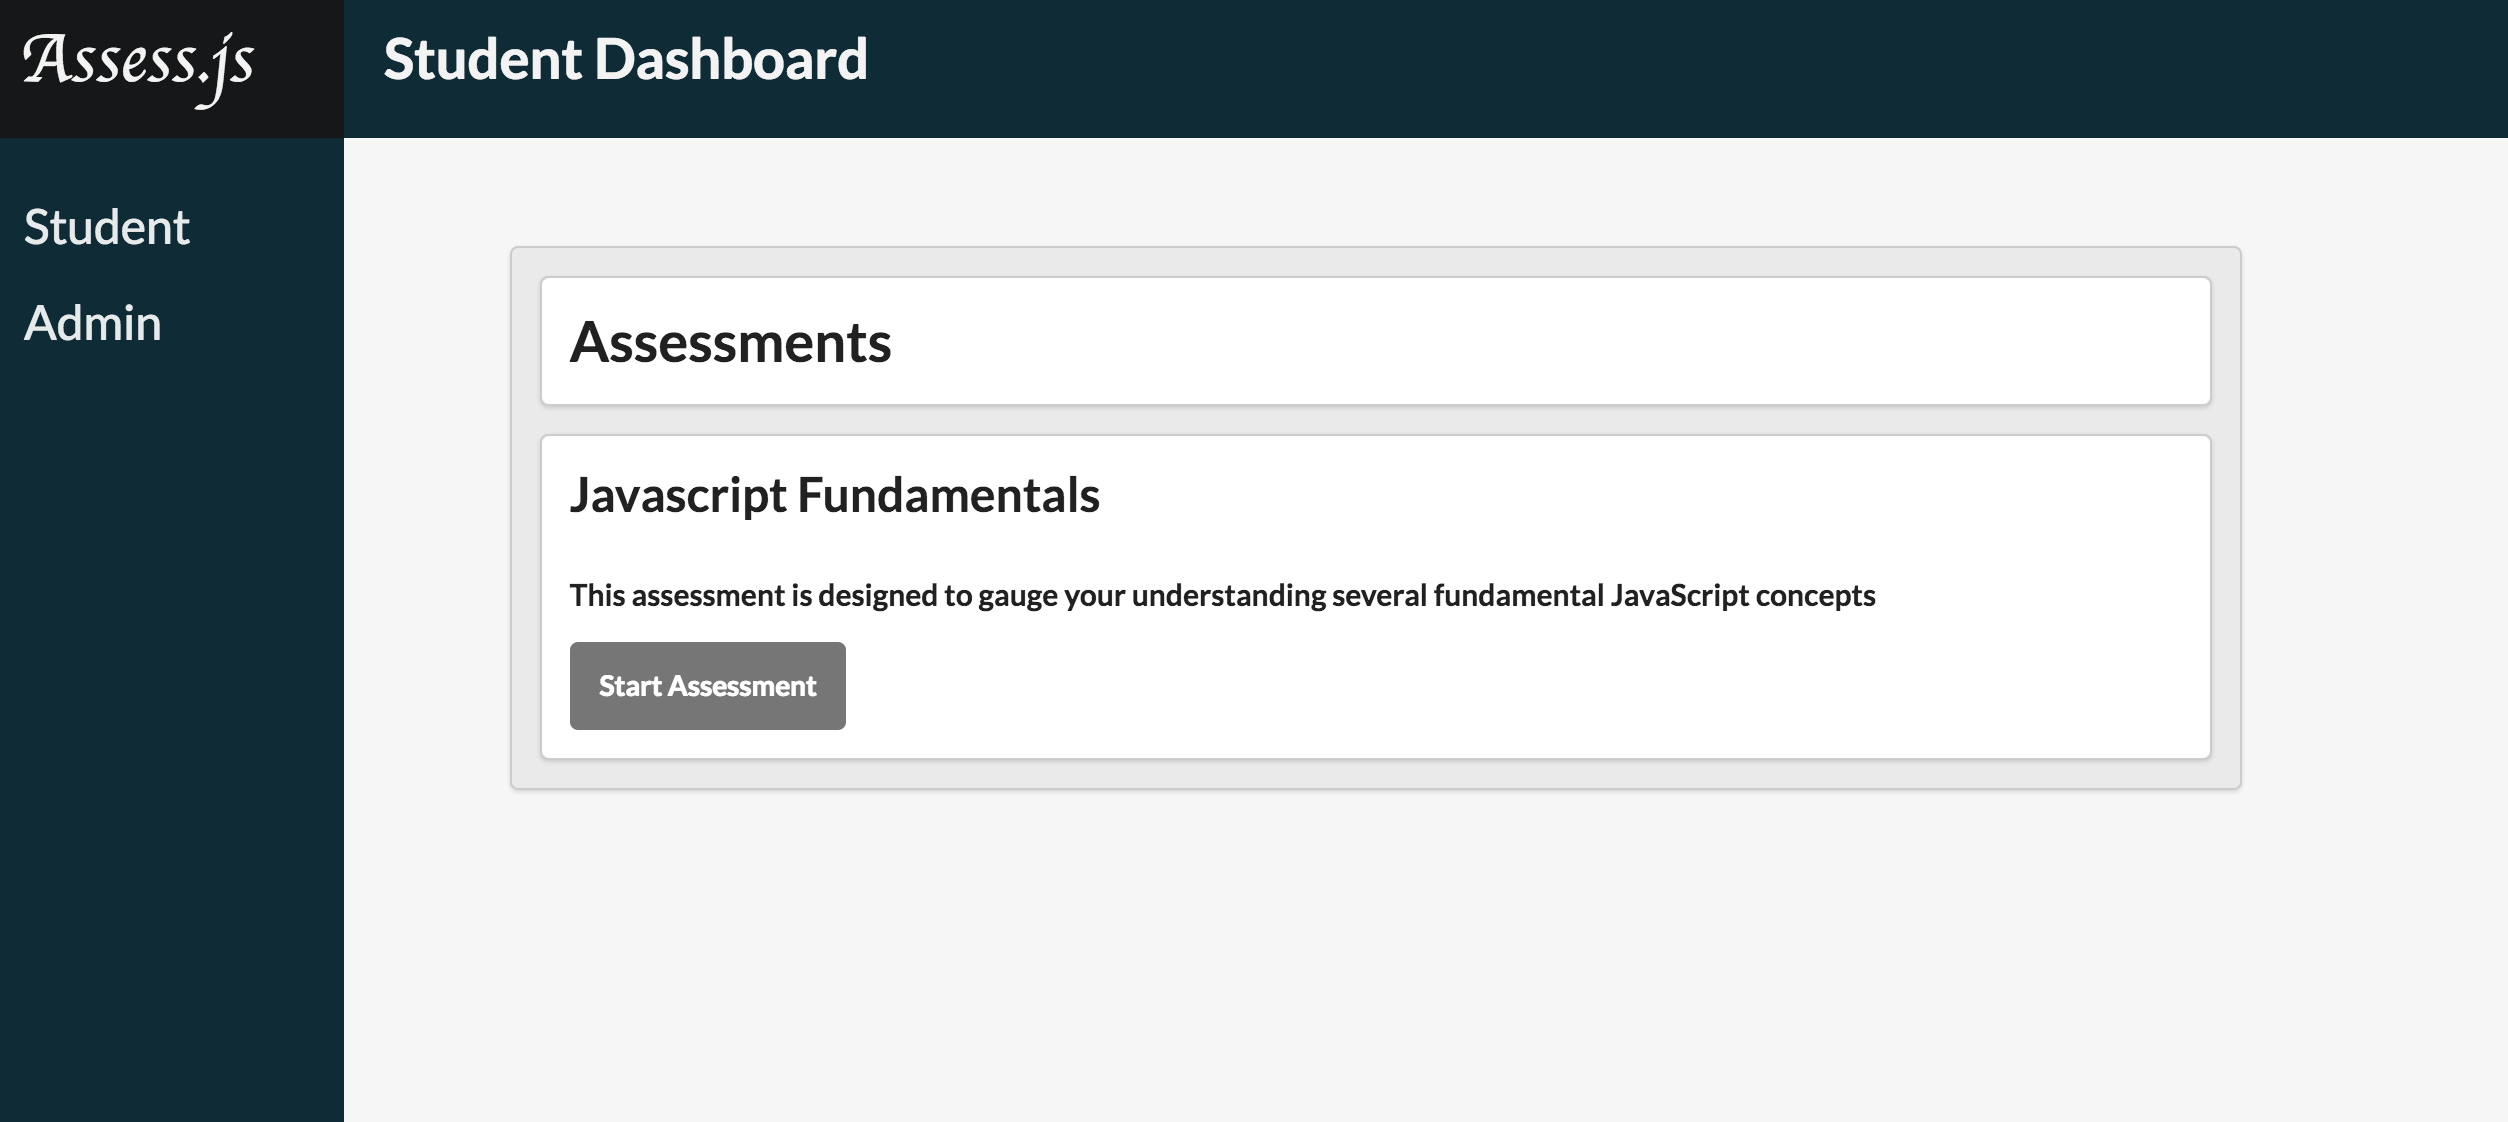 Assess.js
Student Dashboard
Student
Admin
Assessments
Javascript Fundamentals
This assessment is designed to gauge your understanding several fundamental JavaScript concepts
Start Assessment